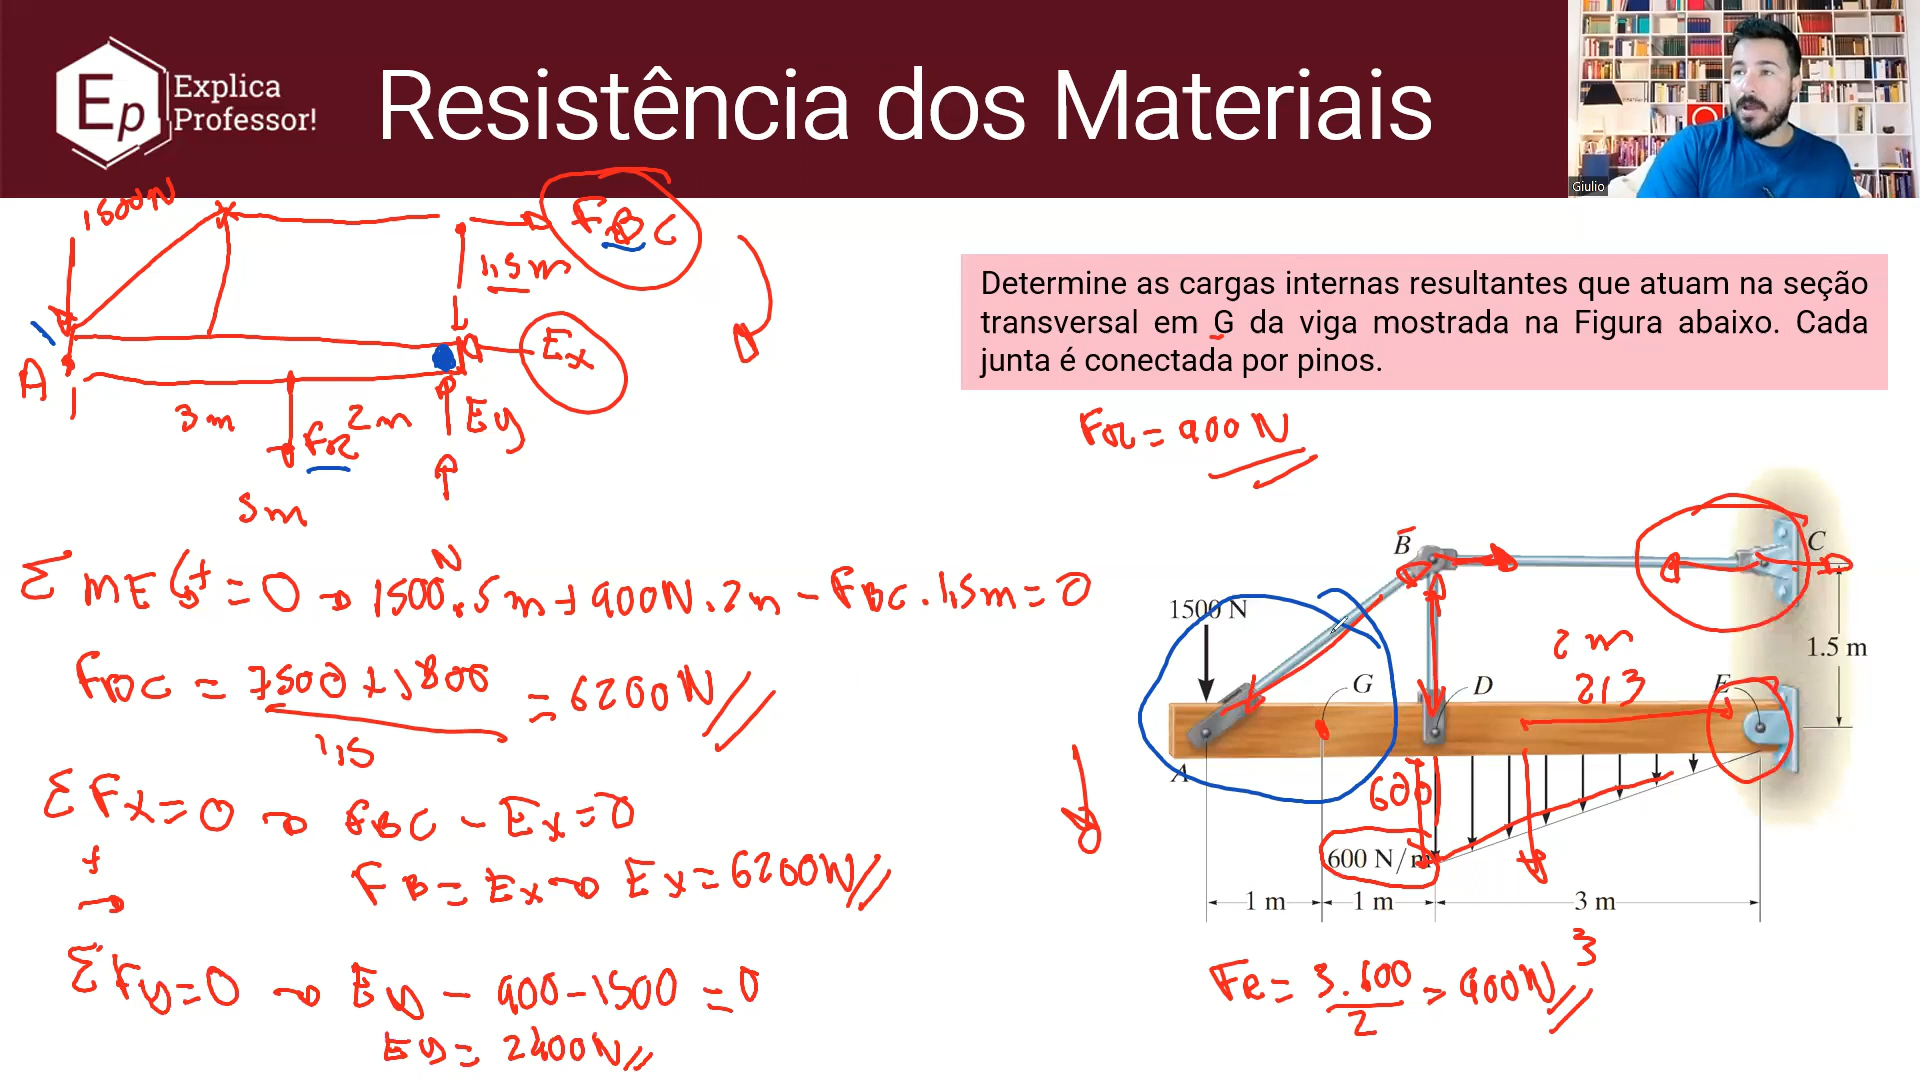 Ep
Explica
Professor!
Resistência dos Materiais
Giulio
1500N
FBC
1,5m
Ex
A
3m
FR
2m
Ey
5m
Determine as cargas internas resultantes que atuam na seção
transversal em G da viga mostrada na Figura abaixo. Cada
junta é conectada por pinos.
FR = 900 N
ΣME + = 0 → 1500N.5m + 900N.2m - FBC.1,5m = 0
FBC = 7500 + 1800 = 6200N
1,5
ΣFx = 0 → FBC - Ex = 0
+
→
FB = Ex → Ex = 6200N
ΣFy = 0 → Ey - 900 - 1500 = 0
Ey = 2400N
B
C
1500 N
2m
1.5 m
G
D
2/3
E
A
600
600 N/m
1 m
1 m
3 m
3
FR = 3.600 = 900N
2